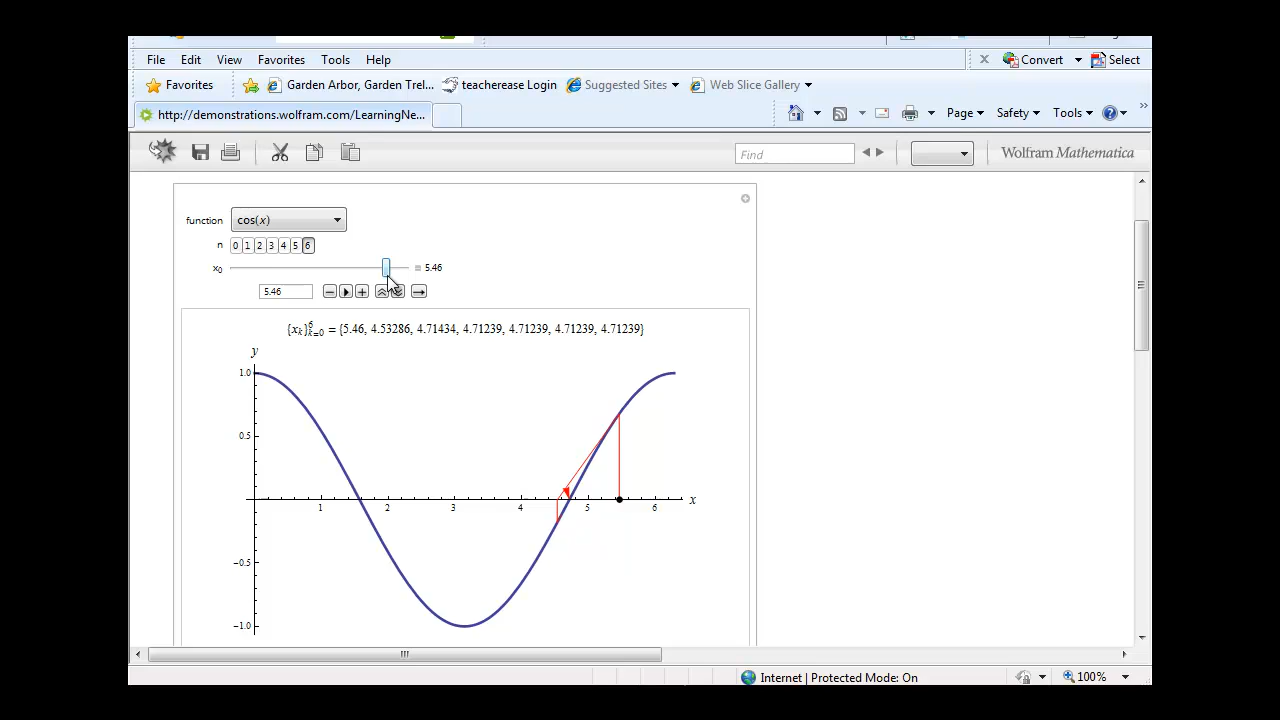 File Edit View Favorites Tools Help
Convert Select
Favorites Garden Arbor, Garden Trel... teacherease Login Suggested Sites Web Slice Gallery
http://demonstrations.wolfram.com/LearningNe... Page Safety Tools
Find Wolfram Mathematica
function cos(x)
n 0 1 2 3 4 5 6
x₀ 5.46
5.46
{xₖ}⁶ₖ₌₀ = {5.46, 4.53286, 4.71434, 4.71239, 4.71239, 4.71239, 4.71239}
y
1.0
0.5
x
1 2 3 4 5 6
−0.5
−1.0
Internet | Protected Mode: On 100%